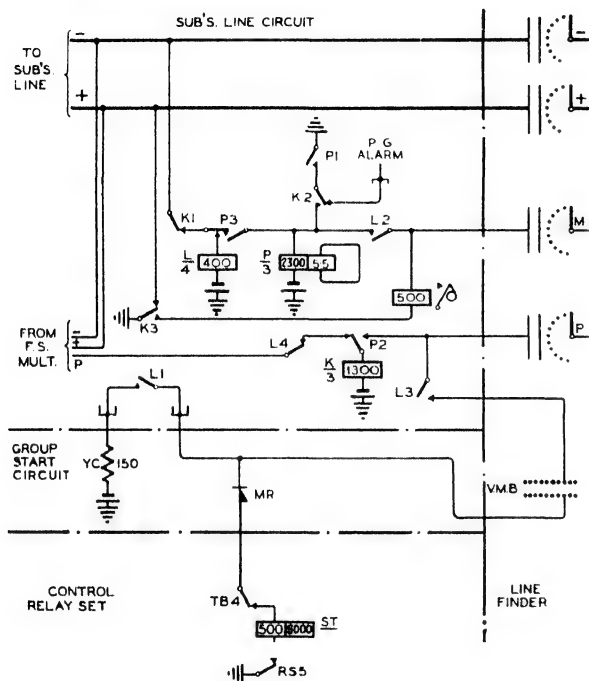 SUB'S. LINE CIRCUIT
TO
SUB'S.
LINE
-
+
-
+
P1
P G
ALARM
K2
K1
P3
L2
M
L/4
400
P/3
2300
55
500
K3
FROM
F.S.
MULT.
-
+
P
L4
P2
P
K/3
1300
L3
L1
GROUP
START
CIRCUIT
YC
150
V.M.B
MR
CONTROL
RELAY SET
LINE
FINDER
TB4
500
ST
RS5